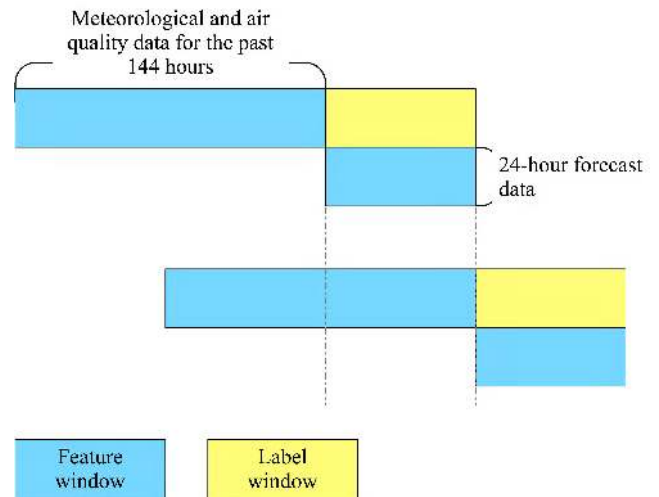 Meteorological and air
quality data for the past
144 hours
24-hour forecast
data
Feature
window
Label
window